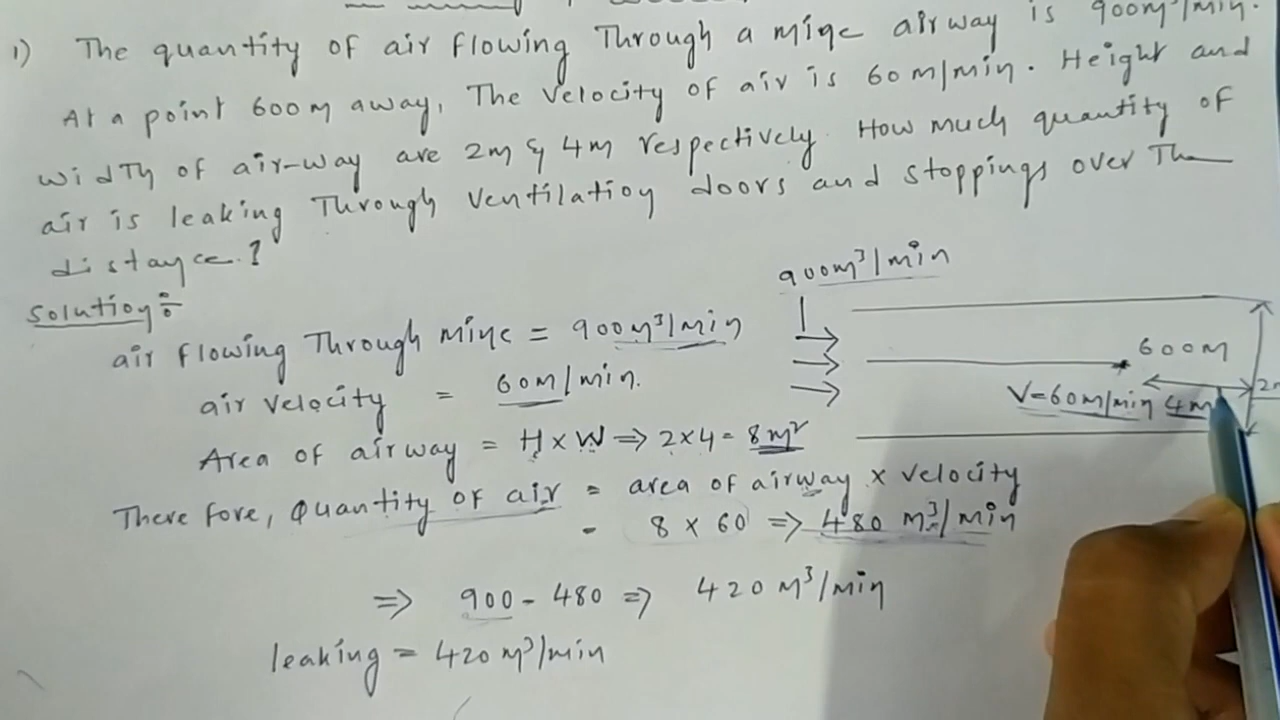 1) The quantity of air flowing Through a mine airway is 900m³/min.
At a point 600m away, The velocity of air is 60m/min. Height and
width of air-way are 2m & 4m respectively. How much quantity of
air is leaking Through ventilation doors and stoppings over The
distance.?
Solution:
900m³/min
air flowing Through mine = 900m³/min
600m
air velocity = 60m/min.
V=60m/min 4m
Area of airway = H x W => 2x4 = 8m²
There fore, Quantity of air = area of airway x velocity
= 8 x 60 => 480 m³/min
=> 900 - 480 => 420 m³/min
leaking = 420 m³/min